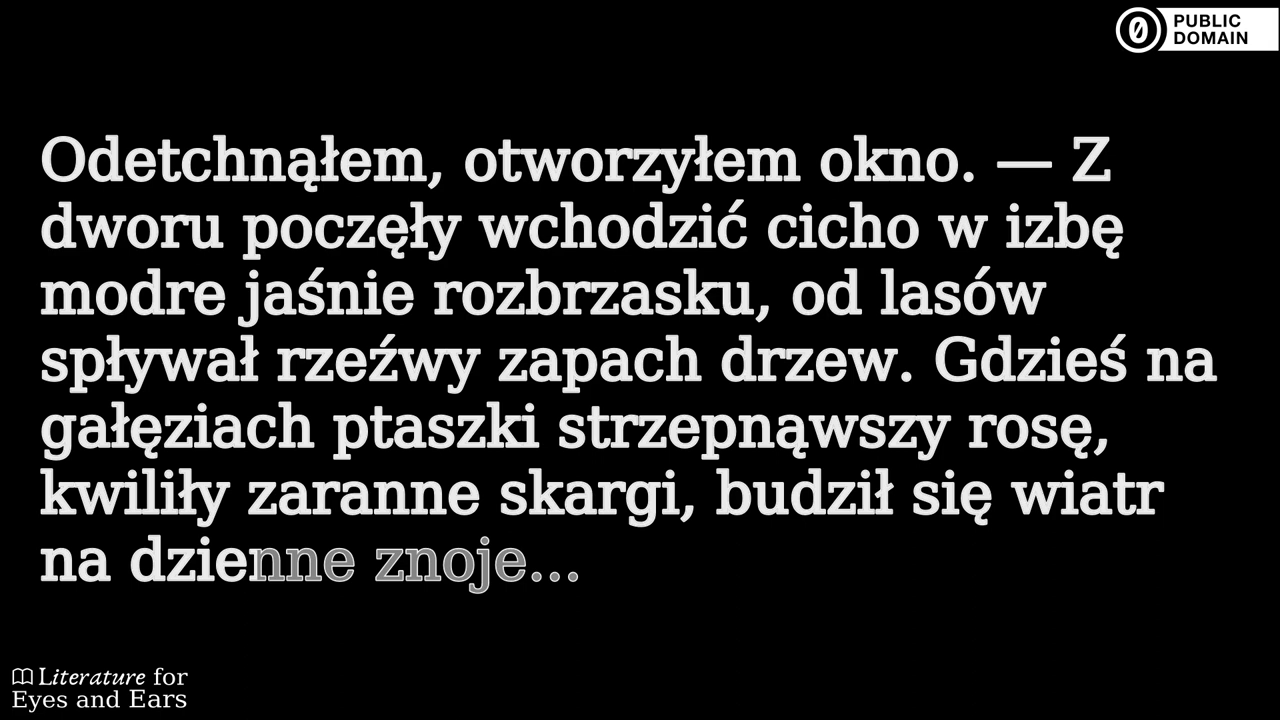 PUBLIC
DOMAIN
Odetchnąłem, otworzyłem okno. — Z
dworu poczęły wchodzić cicho w izbę
modre jaśnie rozbrzasku, od lasów
spływał rzeźwy zapach drzew. Gdzieś na
gałęziach ptaszki strzepnąwszy rosę,
kwiliły zaranne skargi, budził się wiatr
na dzienne znoje...
Literature for
Eyes and Ears